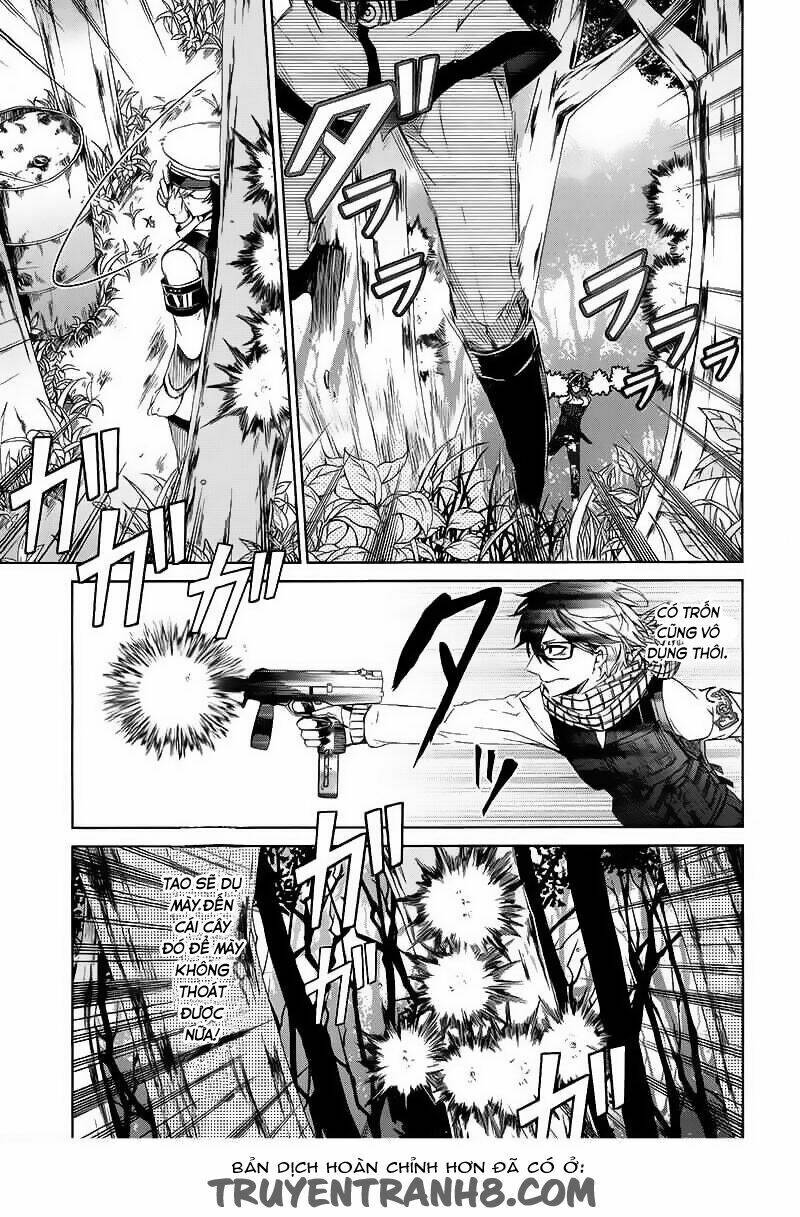 ダララララララ
ガガガガ
CÓ TRỐN
CŨNG VÔ
DỤNG THÔI.
ダッ
TAO SẼ DỤ
MÀY ĐẾN
CÁI CÂY
ĐÓ ĐỂ MÀY
KHÔNG
THOÁT
ĐƯỢC
NỮA!
ガガ
BẢN DỊCH HOÀN CHỈNH HƠN ĐÃ CÓ Ở:
TRUYENTRANH8.COM